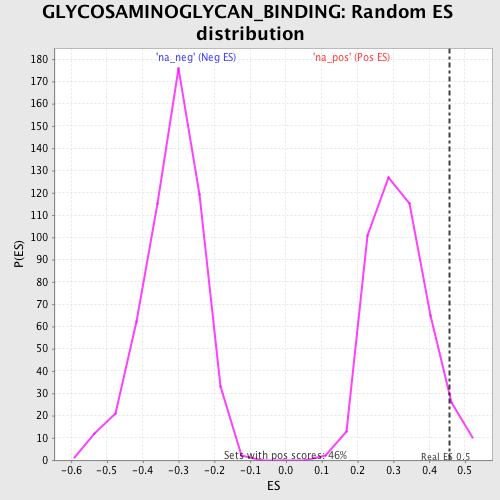 GLYCOSAMINOGLYCAN_BINDING: Random ES
distribution
'na_neg' (Neg ES)
'na_pos' (Pos ES)
180
170
160
150
140
130
120
110
100
90
80
70
60
50
40
30
20
10
0
P(ES)
Sets with pos scores: 46%
Real ES 0.5
-0.6 -0.5 -0.4 -0.3 -0.2 -0.1 0.0 0.1 0.2 0.3 0.4 0.5
ES